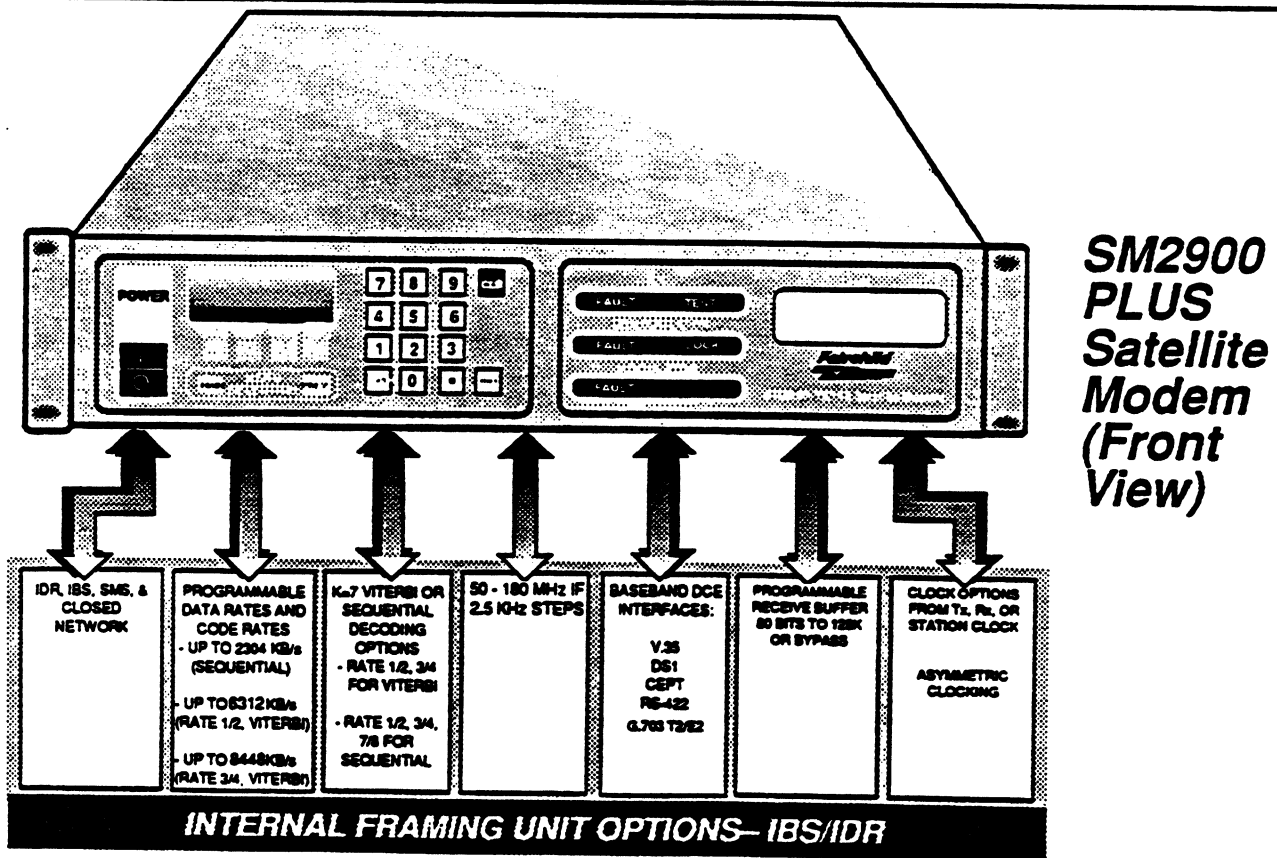 POWER
7 8 9 CLR
4 5 6
1 2 3
0
FAULT TEST
FAULT LOCK
FAULT
Fairchild
SM2900
PLUS
Satellite
Modem
(Front
View)
IDR, IBS, SMS, &
CLOSED
NETWORK
PROGRAMMABLE
DATA RATES AND
CODE RATES
- UP TO 2304 KB/s
(SEQUENTIAL)
- UP TO 6312KB/s
(RATE 1/2, VITERBI)
- UP TO 8448KB/s
(RATE 3/4, VITERBI)
K=7 VITERBI OR
SEQUENTIAL
DECODING
OPTIONS
- RATE 1/2, 3/4
FOR VITERBI
- RATE 1/2, 3/4,
7/8 FOR
SEQUENTIAL
50 - 180 MHz IF
2.5 KHz STEPS
BASEBAND DCE
INTERFACES:
V.35
DS1
CEPT
RS-422
G.703 T2/E2
PROGRAMMABLE
RECEIVE BUFFER
80 BITS TO 128K
OR BYPASS
CLOCK OPTIONS
FROM Tx, Rx, OR
STATION CLOCK
ASYMMETRIC
CLOCKING
INTERNAL FRAMING UNIT OPTIONS– IBS/IDR